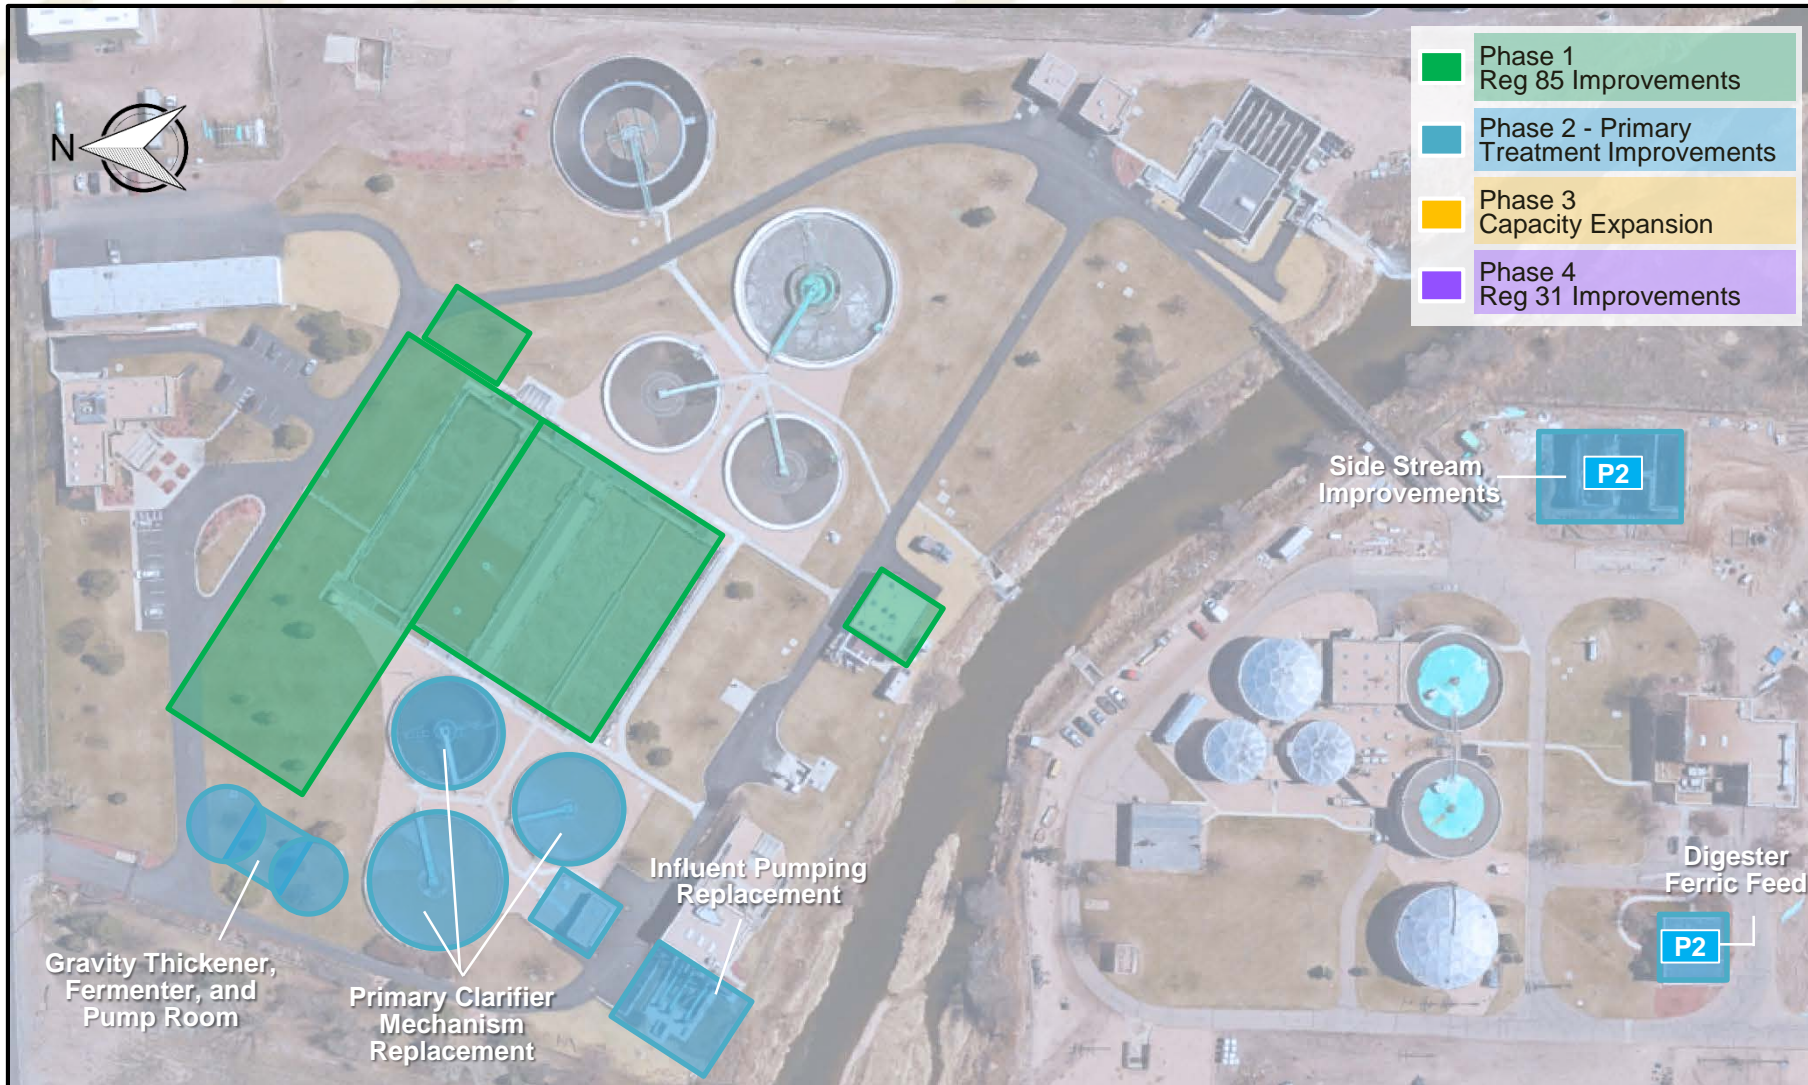 N
Phase 1
Reg 85 Improvements
Phase 2 - Primary
Treatment Improvements
Phase 3
Capacity Expansion
Phase 4
Reg 31 Improvements
Side Stream
Improvements
P2
Influent Pumping
Replacement
Digester
Ferric Feed
P2
Gravity Thickener,
Fermenter, and
Pump Room
Primary Clarifier
Mechanism
Replacement